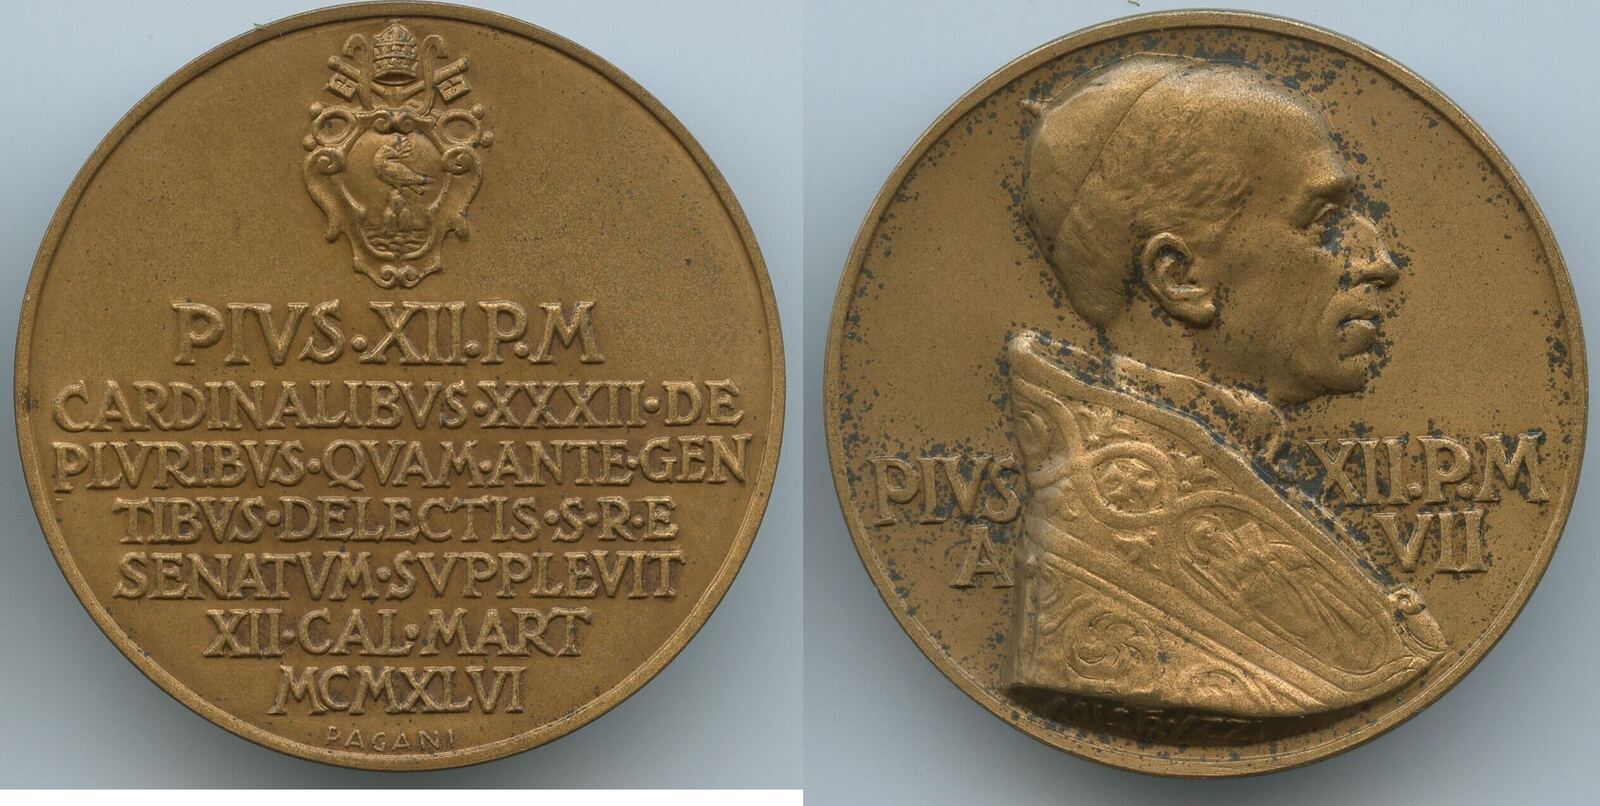 PIVS·XII·P.M
CARDINALIBVS·XXXII·DE
PLVRIBVS·QVAM·ANTE·GEN
TIBVS·DELECTIS·S·R·E
SENATVM·SVPPLEVIT
XII·CAL·MART
MCMXLVI
PAGANI
PIVS XII.P.M
A VII